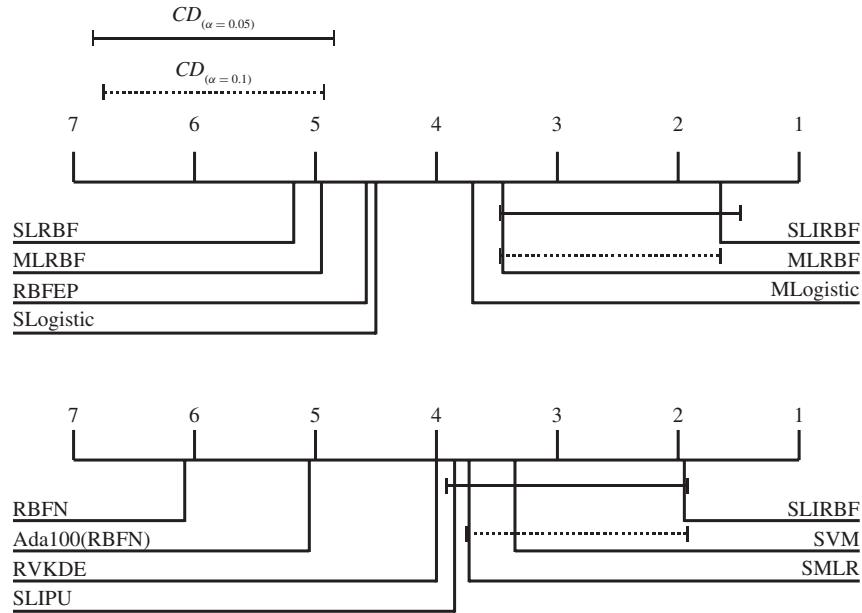 CD(α = 0.05)
CD(α = 0.1)
7 6 5 4 3 2 1
SLRBF SLIRBF
MLRBF MLRBF
RBFEP MLogistic
SLogistic
7 6 5 4 3 2 1
RBFN SLIRBF
Ada100(RBFN) SVM
RVKDE SMLR
SLIPU